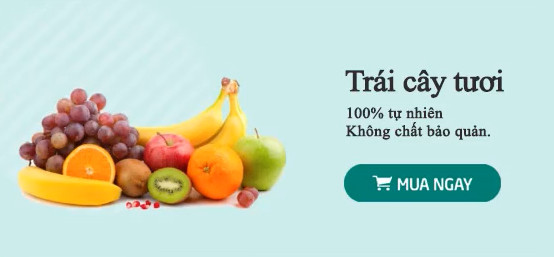 Trái cây tươi
100% tự nhiên
Không chất bảo quản.
MUA NGAY